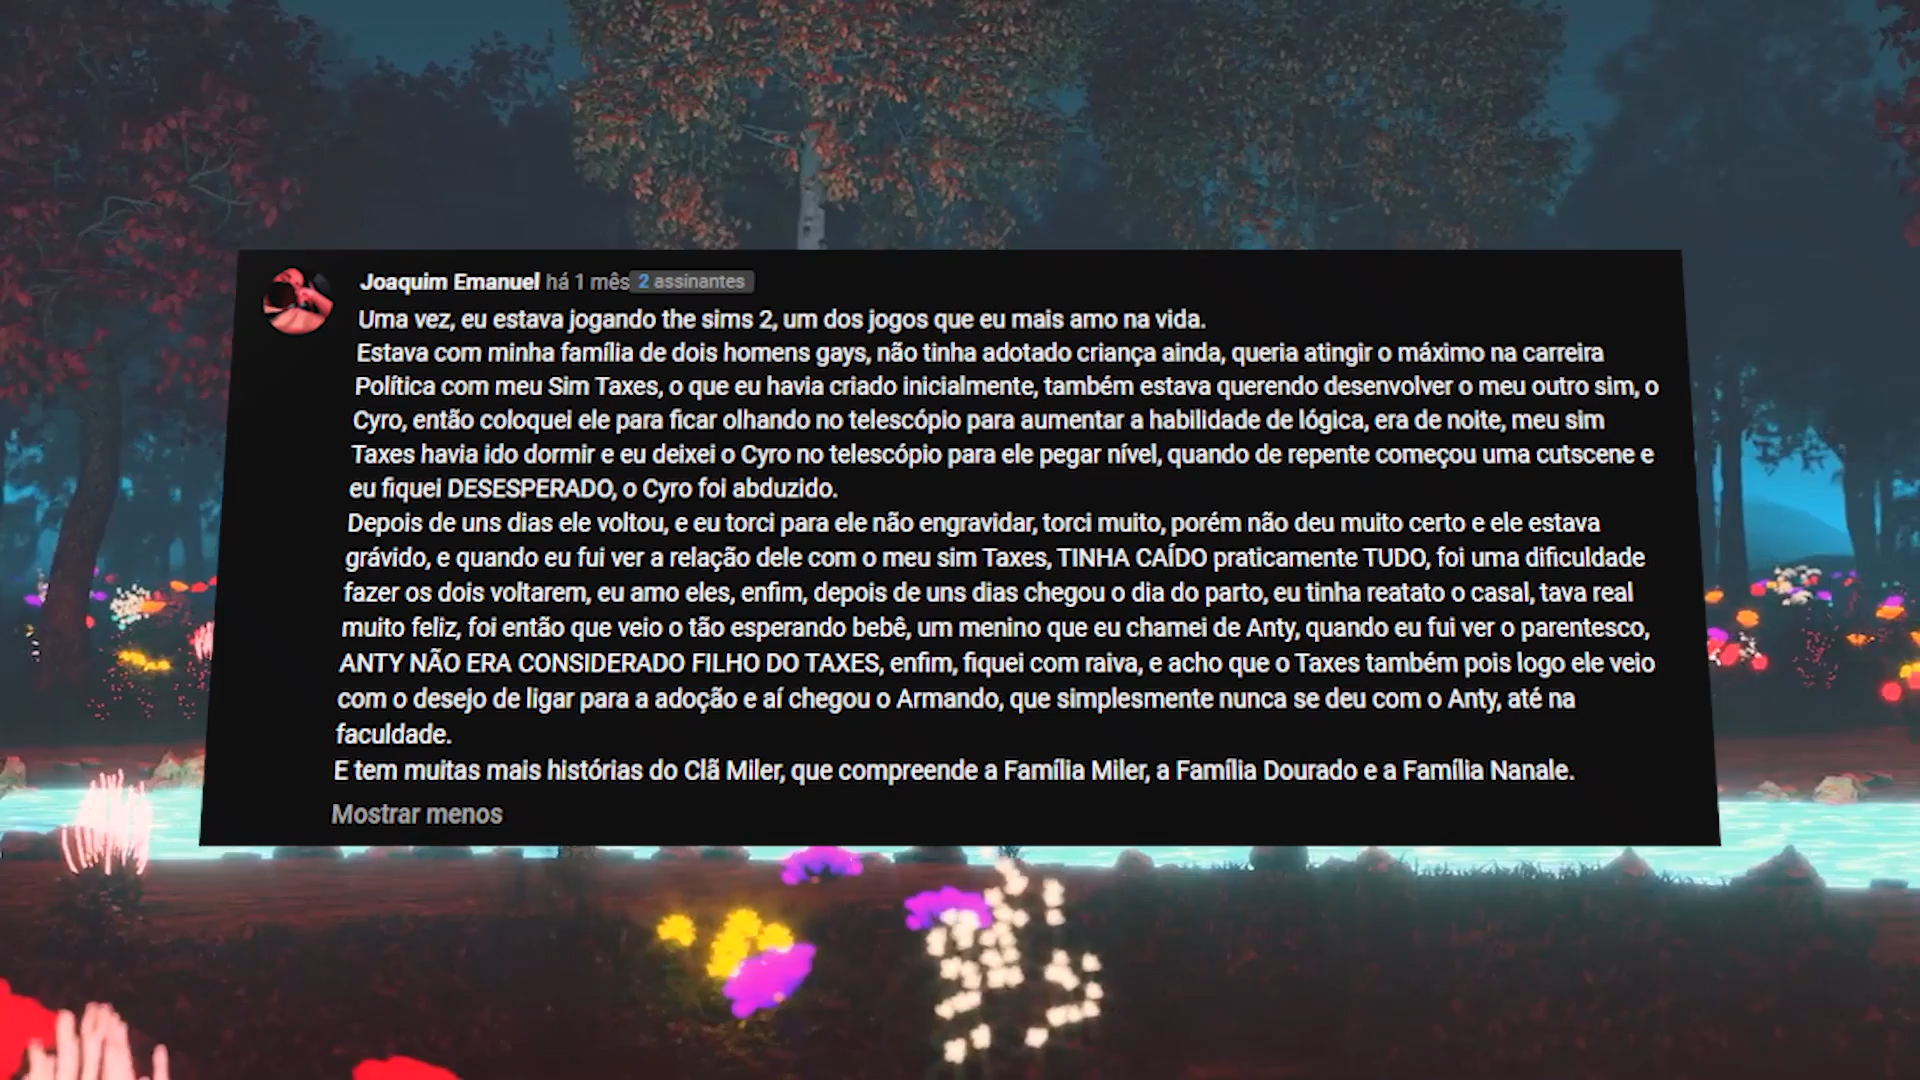 Joaquim Emanuel há 1 mês 2 assinantes
Uma vez, eu estava jogando the sims 2, um dos jogos que eu mais amo na vida.
Estava com minha família de dois homens gays, não tinha adotado criança ainda, queria atingir o máximo na carreira
Política com meu Sim Taxes, o que eu havia criado inicialmente, também estava querendo desenvolver o meu outro sim, o
Cyro, então coloquei ele para ficar olhando no telescópio para aumentar a habilidade de lógica, era de noite, meu sim
Taxes havia ido dormir e eu deixei o Cyro no telescópio para ele pegar nível, quando de repente começou uma cutscene e
eu fiquei DESESPERADO, o Cyro foi abduzido.
Depois de uns dias ele voltou, e eu torci para ele não engravidar, torci muito, porém não deu muito certo e ele estava
grávido, e quando eu fui ver a relação dele com o meu sim Taxes, TINHA CAÍDO praticamente TUDO, foi uma dificuldade
fazer os dois voltarem, eu amo eles, enfim, depois de uns dias chegou o dia do parto, eu tinha reatato o casal, tava real
muito feliz, foi então que veio o tão esperando bebê, um menino que eu chamei de Anty, quando eu fui ver o parentesco,
ANTY NÃO ERA CONSIDERADO FILHO DO TAXES, enfim, fiquei com raiva, e acho que o Taxes também pois logo ele veio
com o desejo de ligar para a adoção e aí chegou o Armando, que simplesmente nunca se deu com o Anty, até na
faculdade.
E tem muitas mais histórias do Clã Miler, que compreende a Família Miler, a Família Dourado e a Família Nanale.
Mostrar menos